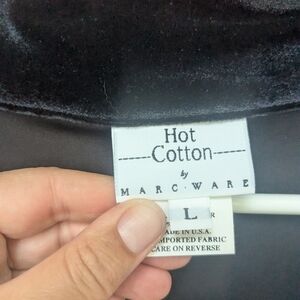 Hot
Cotton
by
MARC·WARE
L
MADE IN U.S.A.
IMPORTED FABRIC
CARE ON REVERSE